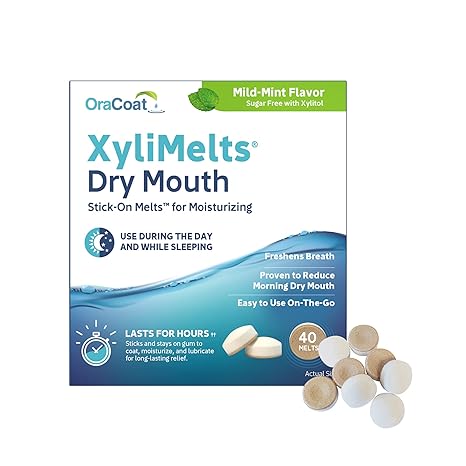 OraCoat
Mild-Mint Flavor
Sugar Free with Xylitol
XyliMelts®
Dry Mouth
Stick-On Melts™ for Moisturizing
USE DURING THE DAY
AND WHILE SLEEPING
Freshens Breath
Proven to Reduce
Morning Dry Mouth
Easy to Use On-The-Go
LASTS FOR HOURS
Sticks and stays on gum to
coat, moisturize, and lubricate
for long-lasting relief.
40
MELTS
Actual